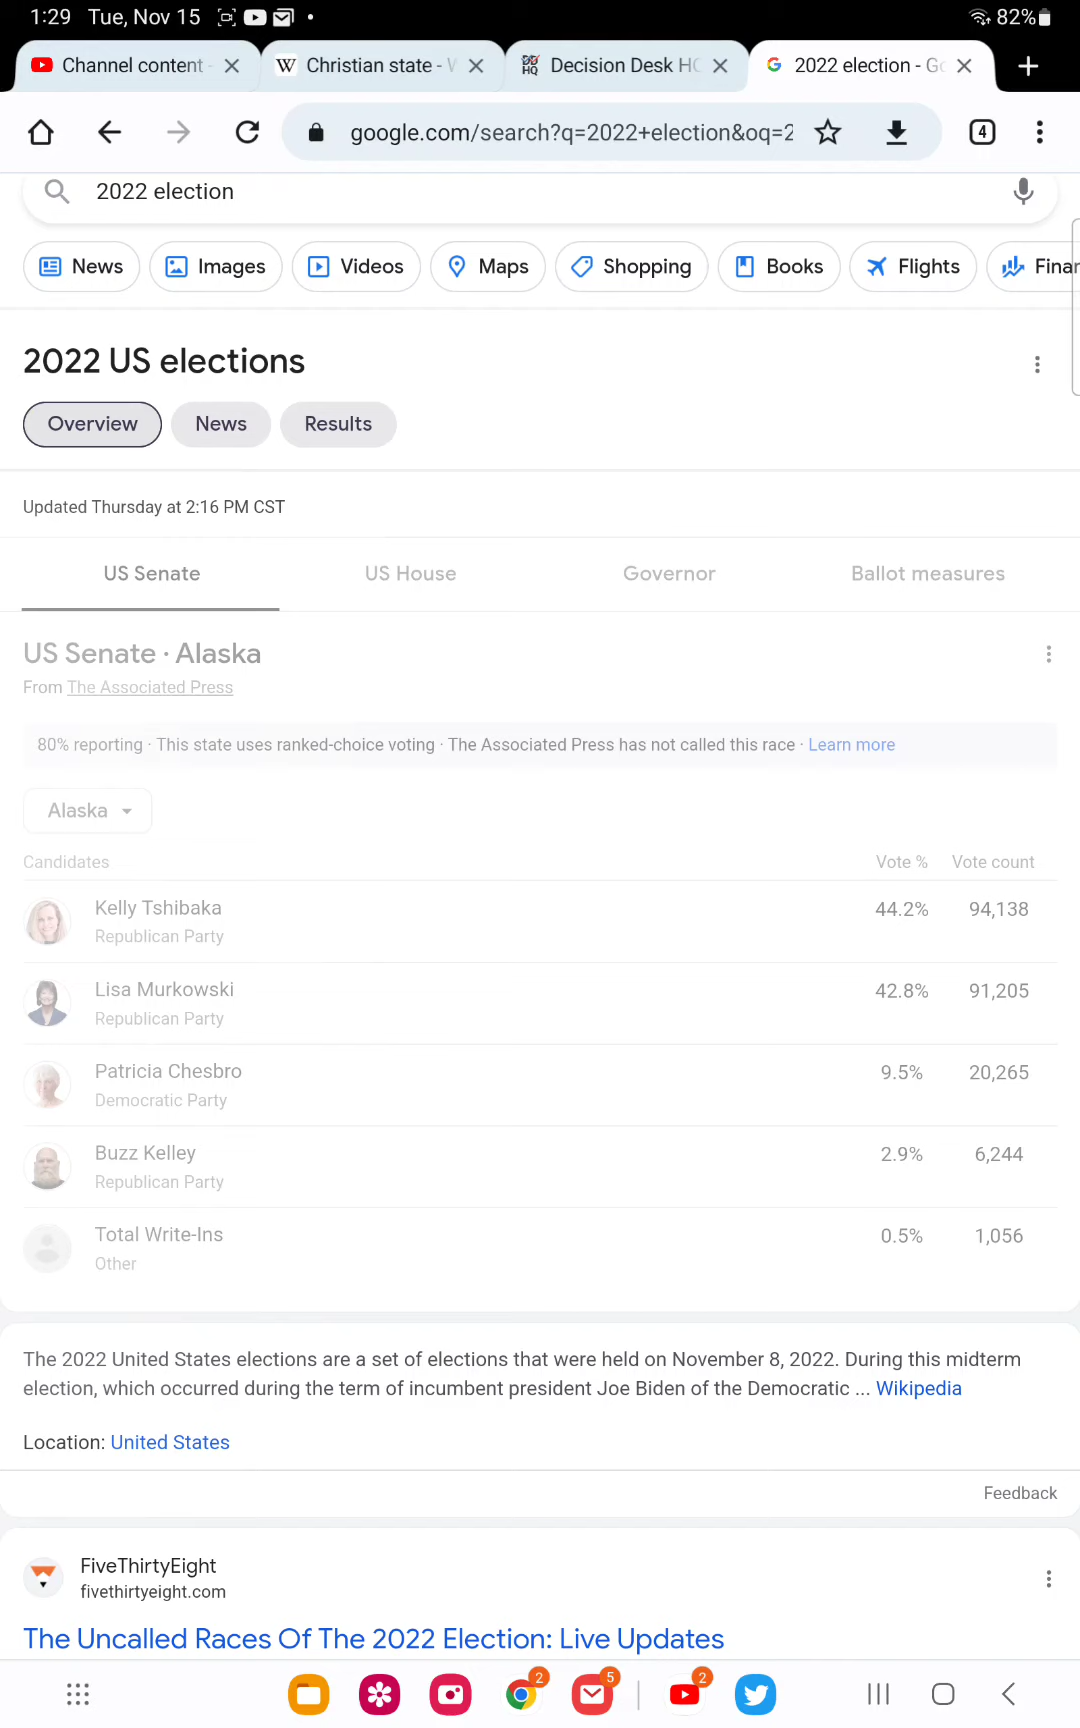 1:29 Tue, Nov 15 82%
Channel content - Christian state - W Decision Desk HQ 2022 election - Go
google.com/search?q=2022+election&oq=2 4
2022 election
News Images Videos Maps Shopping Books Flights Finan
2022 US elections
Overview News Results
Updated Thursday at 2:16 PM CST
US Senate US House Governor Ballot measures
US Senate · Alaska
From The Associated Press
80% reporting · This state uses ranked-choice voting · The Associated Press has not called this race · Learn more
Alaska
Candidates Vote % Vote count
Kelly Tshibaka 44.2% 94,138
Republican Party
Lisa Murkowski 42.8% 91,205
Republican Party
Patricia Chesbro 9.5% 20,265
Democratic Party
Buzz Kelley 2.9% 6,244
Republican Party
Total Write-Ins 0.5% 1,056
Other
The 2022 United States elections are a set of elections that were held on November 8, 2022. During this midterm
election, which occurred during the term of incumbent president Joe Biden of the Democratic ... Wikipedia
Location: United States
Feedback
FiveThirtyEight
fivethirtyeight.com
The Uncalled Races Of The 2022 Election: Live Updates
2 5 2